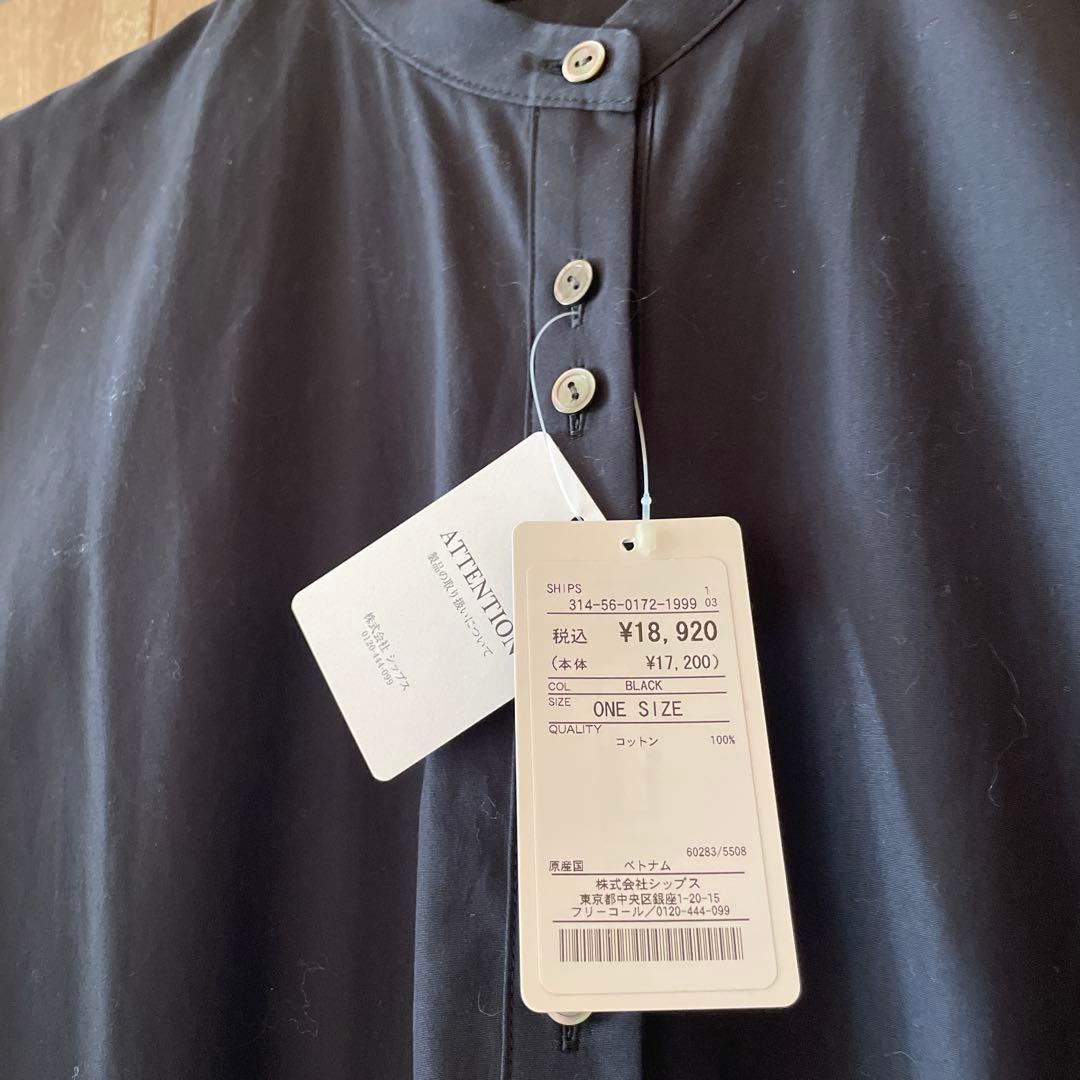 ATTENTION
製品の取り扱いについて
株式会社 シップス
0120-444-099
SHIPS 1
314-56-0172-1999 03
税込 ¥18,920
(本体 ¥17,200)
COL BLACK
SIZE ONE SIZE
QUALITY
コットン 100%
60283/5508
原産国 ベトナム
株式会社シップス
東京都中央区銀座1-20-15
フリーコール/0120-444-099